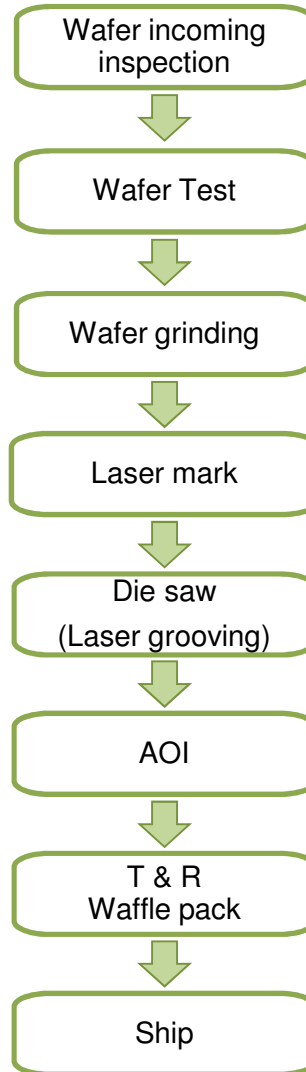 Wafer incoming
inspection
Wafer Test
Wafer grinding
Laser mark
Die saw
(Laser grooving)
AOI
T & R
Waffle pack
Ship